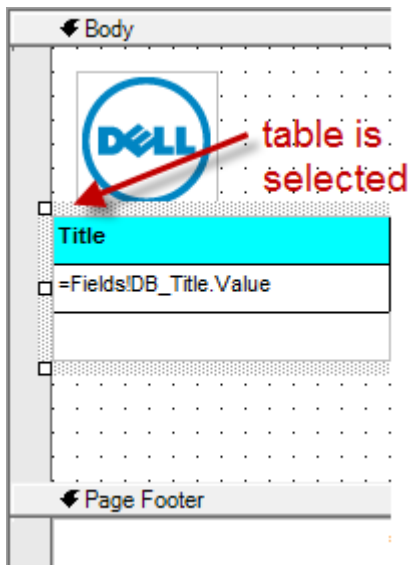 Body
DELL
table is
selected
Title
=Fields!DB_Title.Value
Page Footer